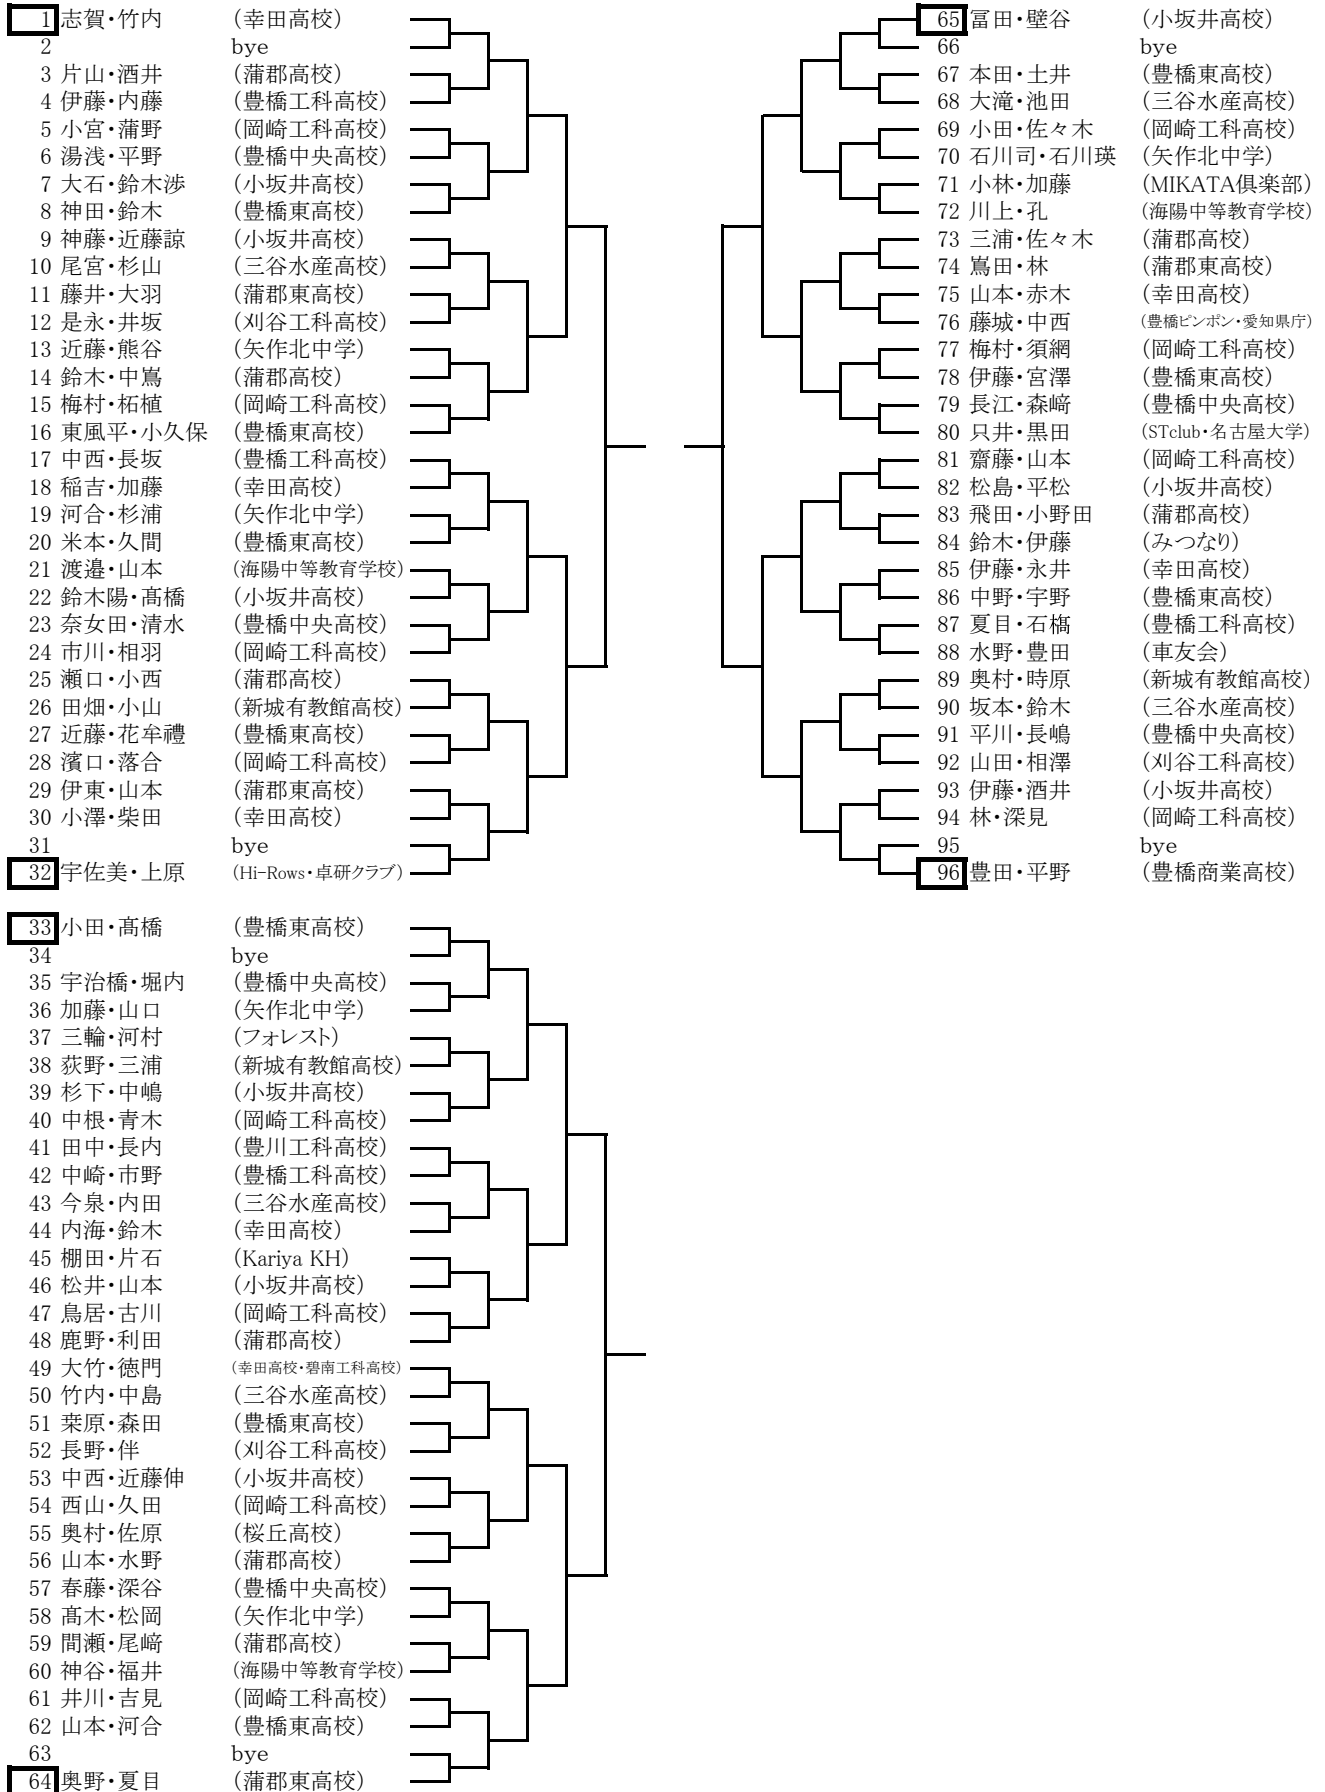 1 志賀・竹内 (幸田高校)
2 bye
3 片山・酒井 (蒲郡高校)
4 伊藤・内藤 (豊橋工科高校)
5 小宮・蒲野 (岡崎工科高校)
6 湯浅・平野 (豊橋中央高校)
7 大石・鈴木渉 (小坂井高校)
8 神田・鈴木 (豊橋東高校)
9 神藤・近藤諒 (小坂井高校)
10 尾宮・杉山 (三谷水産高校)
11 藤井・大羽 (蒲郡東高校)
12 是永・井坂 (刈谷工科高校)
13 近藤・熊谷 (矢作北中学)
14 鈴木・中嶌 (蒲郡高校)
15 梅村・柘植 (岡崎工科高校)
16 東風平・小久保 (豊橋東高校)
17 中西・長坂 (豊橋工科高校)
18 稲吉・加藤 (幸田高校)
19 河合・杉浦 (矢作北中学)
20 米本・久間 (豊橋東高校)
21 渡邉・山本 (海陽中等教育学校)
22 鈴木陽・髙橋 (小坂井高校)
23 奈女田・清水 (豊橋中央高校)
24 市川・相羽 (岡崎工科高校)
25 瀬口・小西 (蒲郡高校)
26 田畑・小山 (新城有教館高校)
27 近藤・花牟禮 (豊橋東高校)
28 濱口・落合 (岡崎工科高校)
29 伊東・山本 (蒲郡東高校)
30 小澤・柴田 (幸田高校)
31 bye
32 宇佐美・上原 (Hi-Rows・卓研クラブ)
33 小田・髙橋 (豊橋東高校)
34 bye
35 宇治橋・堀内 (豊橋中央高校)
36 加藤・山口 (矢作北中学)
37 三輪・河村 (フォレスト)
38 荻野・三浦 (新城有教館高校)
39 杉下・中嶋 (小坂井高校)
40 中根・青木 (岡崎工科高校)
41 田中・長内 (豊川工科高校)
42 中崎・市野 (豊橋工科高校)
43 今泉・内田 (三谷水産高校)
44 内海・鈴木 (幸田高校)
45 棚田・片石 (Kariya KH)
46 松井・山本 (小坂井高校)
47 鳥居・古川 (岡崎工科高校)
48 鹿野・利田 (蒲郡高校)
49 大竹・徳門 (幸田高校・碧南工科高校)
50 竹内・中島 (三谷水産高校)
51 栗原・森田 (豊橋東高校)
52 長野・伴 (刈谷工科高校)
53 中西・近藤伸 (小坂井高校)
54 西山・久田 (岡崎工科高校)
55 奥村・佐原 (桜丘高校)
56 山本・水野 (蒲郡高校)
57 春藤・深谷 (豊橋中央高校)
58 髙木・松岡 (矢作北中学)
59 間瀬・尾﨑 (蒲郡高校)
60 神谷・福井 (海陽中等教育学校)
61 井川・吉見 (岡崎工科高校)
62 山本・河合 (豊橋東高校)
63 bye
64 奥野・夏目 (蒲郡東高校)
65 冨田・壁谷 (小坂井高校)
66 bye
67 本田・土井 (豊橋東高校)
68 大滝・池田 (三谷水産高校)
69 小田・佐々木 (岡崎工科高校)
70 石川司・石川瑛 (矢作北中学)
71 小林・加藤 (MIKATA倶楽部)
72 川上・孔 (海陽中等教育学校)
73 三浦・佐々木 (蒲郡高校)
74 嶌田・林 (蒲郡東高校)
75 山本・赤木 (幸田高校)
76 藤城・中西 (豊橋ピンポン・愛知県庁)
77 梅村・須網 (岡崎工科高校)
78 伊藤・宮澤 (豊橋東高校)
79 長江・森﨑 (豊橋中央高校)
80 只井・黒田 (STclub・名古屋大学)
81 齋藤・山本 (岡崎工科高校)
82 松島・平松 (小坂井高校)
83 飛田・小野田 (蒲郡高校)
84 鈴木・伊藤 (みつなり)
85 伊藤・永井 (幸田高校)
86 中野・宇野 (豊橋東高校)
87 夏目・石槗 (豊橋工科高校)
88 水野・豊田 (車友会)
89 奥村・時原 (新城有教館高校)
90 坂本・鈴木 (三谷水産高校)
91 平川・長嶋 (豊橋中央高校)
92 山田・相澤 (刈谷工科高校)
93 伊藤・酒井 (小坂井高校)
94 林・深見 (岡崎工科高校)
95 bye
96 豊田・平野 (豊橋商業高校)